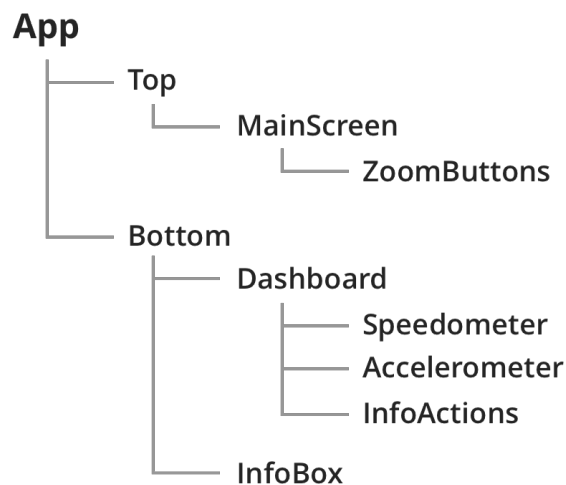 App
Top
MainScreen
ZoomButtons
Bottom
Dashboard
Speedometer
Accelerometer
InfoActions
InfoBox